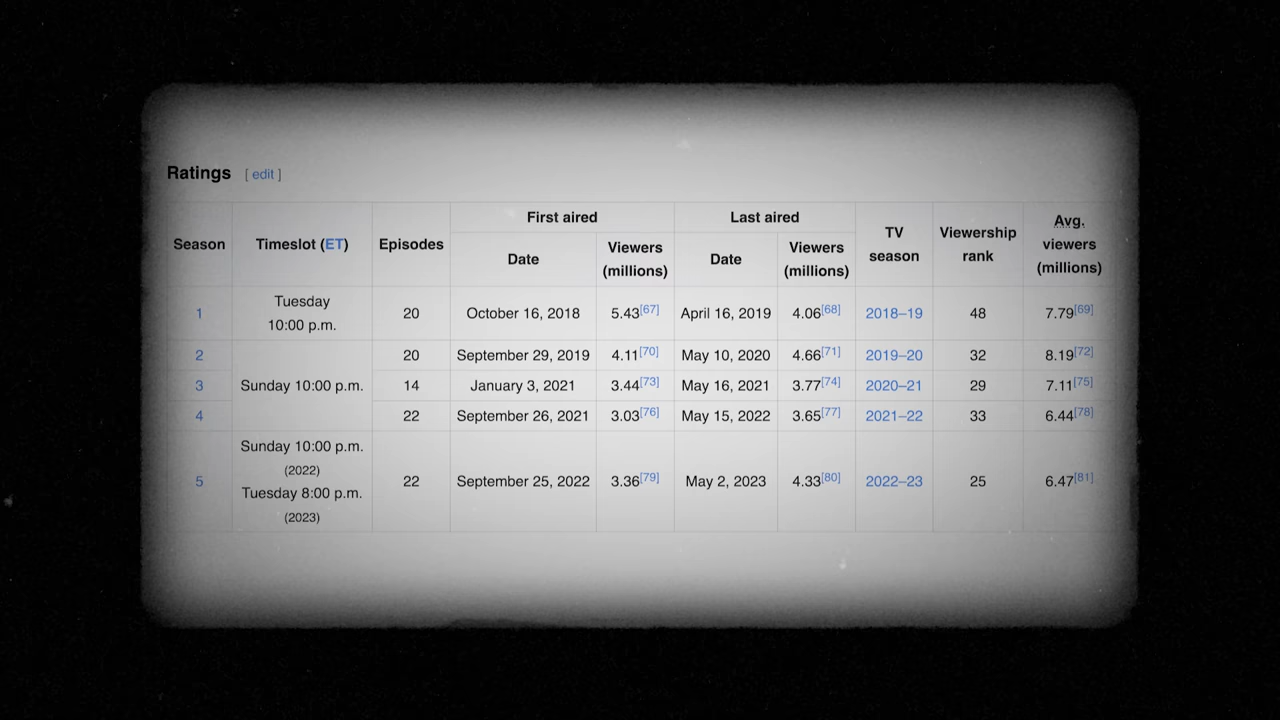 Ratings [ edit ]
Season Timeslot (ET) Episodes First aired Last aired TV season Viewership rank Avg. viewers (millions)
Date Viewers (millions) Date Viewers (millions)
1 Tuesday 10:00 p.m. 20 October 16, 2018 5.43[67] April 16, 2019 4.06[68] 2018–19 48 7.79[69]
2 Sunday 10:00 p.m. 20 September 29, 2019 4.11[70] May 10, 2020 4.66[71] 2019–20 32 8.19[72]
3 14 January 3, 2021 3.44[73] May 16, 2021 3.77[74] 2020–21 29 7.11[75]
4 22 September 26, 2021 3.03[76] May 15, 2022 3.65[77] 2021–22 33 6.44[78]
5 Sunday 10:00 p.m. (2022) Tuesday 8:00 p.m. (2023) 22 September 25, 2022 3.36[79] May 2, 2023 4.33[80] 2022–23 25 6.47[81]